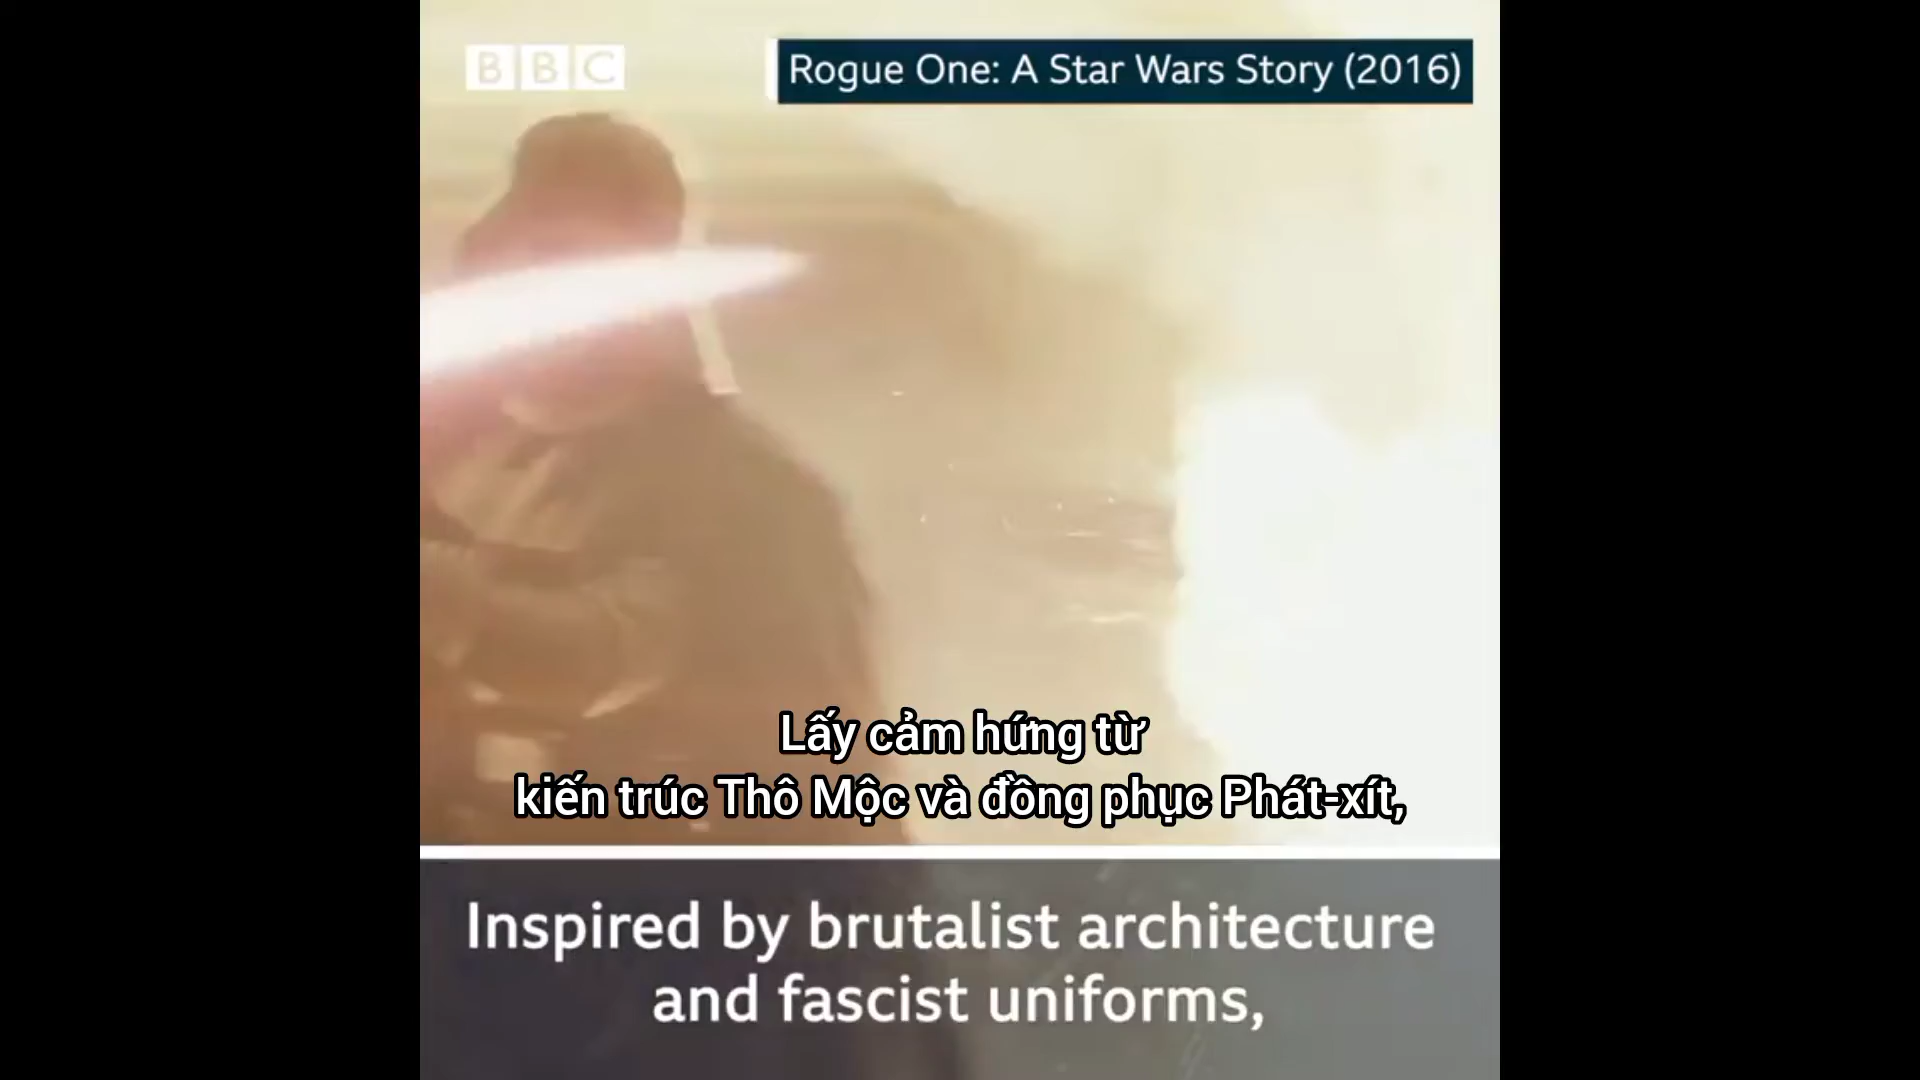 BBC
Rogue One: A Star Wars Story (2016)
Lấy cảm hứng từ
kiến trúc Thô Mộc và đồng phục Phát-xít,
Inspired by brutalist architecture
and fascist uniforms,